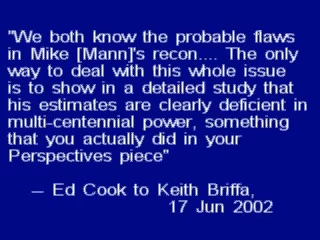 "We both know the probable flaws
in Mike [Mann]'s recon.... The only
way to deal with this whole issue
is to show in a detailed study that
his estimates are clearly deficient in
multi-centennial power, something
that you actually did in your
Perspectives piece"
— Ed Cook to Keith Briffa,
17 Jun 2002